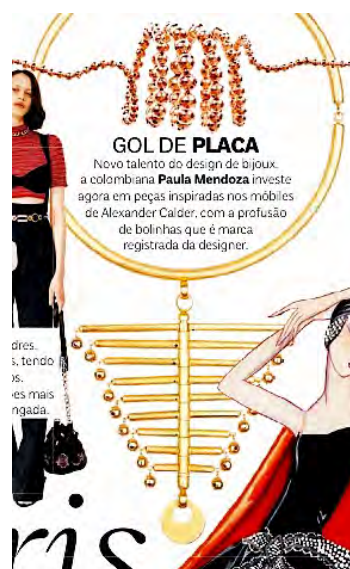 GOL DE PLACA
Novo talento do design de bijoux,
a colombiana Paula Mendoza investe
agora em peças inspiradas nos móbiles
de Alexander Calder, com a profusão
de bolinhas que é marca
registrada da designer.
dres.
s, tendo
os.
ões mais
ngada.
ris